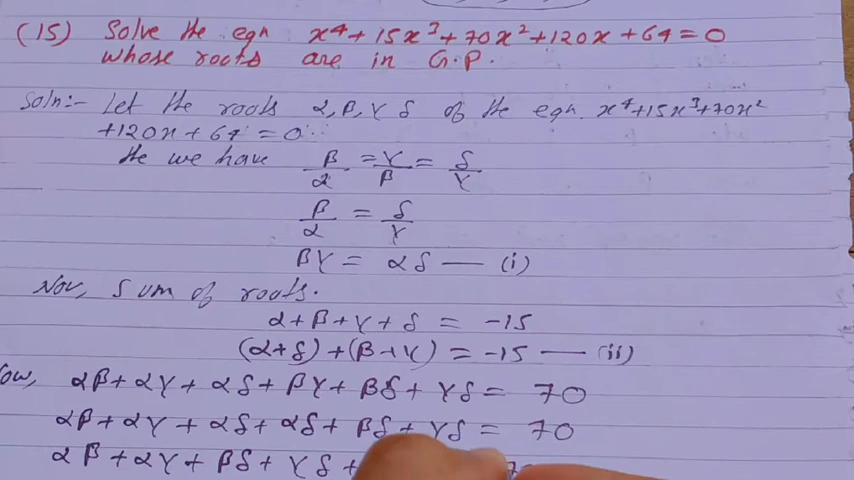 (15) Solve the eqn x⁴ + 15x³ + 70x² + 120x + 64 = 0
whose roots are in G.P.
Soln:- Let the roots α, β, γ δ of the eqn. x⁴+15x³+70x²
+120x + 64 = 0.
the we have β/α = γ/β = δ/γ
β/α = δ/γ
βγ = αδ — (i)
Now, Sum of roots.
α+β+γ+δ = -15
(α+δ)+(β+γ) = -15 — (ii)
Now, αβ+αγ+αδ+βγ+βδ+γδ = 70
αβ+αγ+αδ+αδ+βδ+γδ = 70
αβ+αγ+βδ+γδ+